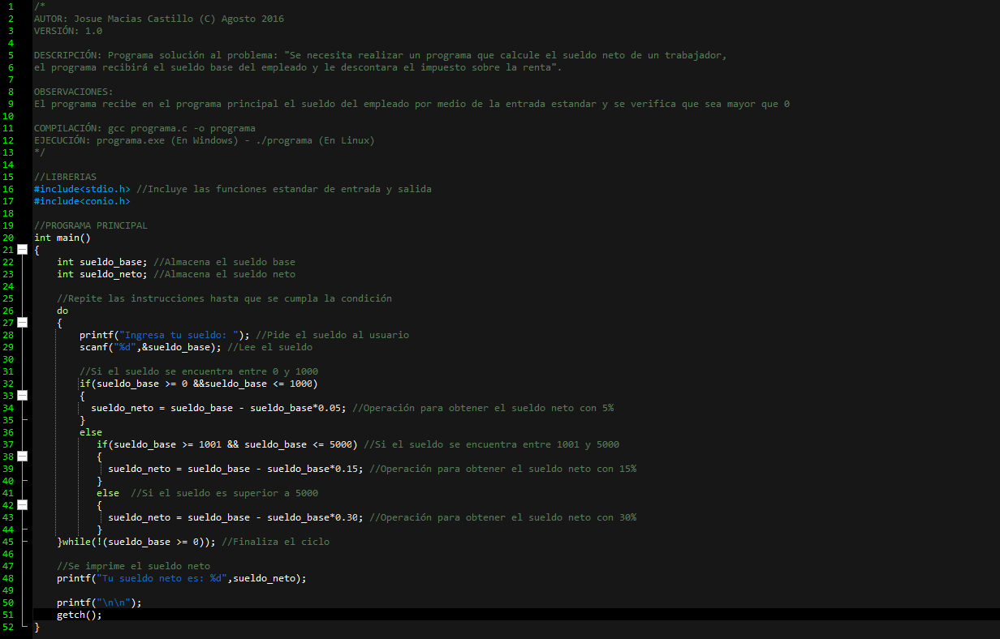 1 /*
2 AUTOR: Josue Macias Castillo (C) Agosto 2016
3 VERSIÓN: 1.0
4
5 DESCRIPCIÓN: Programa solución al problema: "Se necesita realizar un programa que calcule el sueldo neto de un trabajador,
6 el programa recibirá el sueldo base del empleado y le descontara el impuesto sobre la renta".
7
8 OBSERVACIONES:
9 El programa recibe en el programa principal el sueldo del empleado por medio de la entrada estandar y se verifica que sea mayor que 0
10
11 COMPILACIÓN: gcc programa.c -o programa
12 EJECUCIÓN: programa.exe (En Windows) - ./programa (En Linux)
13 */
14
15 //LIBRERIAS
16 #include<stdio.h> //Incluye las funciones estandar de entrada y salida
17 #include<conio.h>
18
19 //PROGRAMA PRINCIPAL
20 int main()
21 {
22 int sueldo_base; //Almacena el sueldo base
23 int sueldo_neto; //Almacena el sueldo neto
24
25 //Repite las instrucciones hasta que se cumpla la condición
26 do
27 {
28 printf("Ingresa tu sueldo: "); //Pide el sueldo al usuario
29 scanf("%d",&sueldo_base); //Lee el sueldo
30
31 //Si el sueldo se encuentra entre 0 y 1000
32 if(sueldo_base >= 0 &&sueldo_base <= 1000)
33 {
34 sueldo_neto = sueldo_base - sueldo_base*0.05; //Operación para obtener el sueldo neto con 5%
35 }
36 else
37 if(sueldo_base >= 1001 && sueldo_base <= 5000) //Si el sueldo se encuentra entre 1001 y 5000
38 {
39 sueldo_neto = sueldo_base - sueldo_base*0.15; //Operación para obtener el sueldo neto con 15%
40 }
41 else //Si el sueldo es superior a 5000
42 {
43 sueldo_neto = sueldo_base - sueldo_base*0.30; //Operación para obtener el sueldo neto con 30%
44 }
45 }while(!(sueldo_base >= 0)); //Finaliza el ciclo
46
47 //Se imprime el sueldo neto
48 printf("Tu sueldo neto es: %d",sueldo_neto);
49
50 printf("\n\n");
51 getch();
52 }